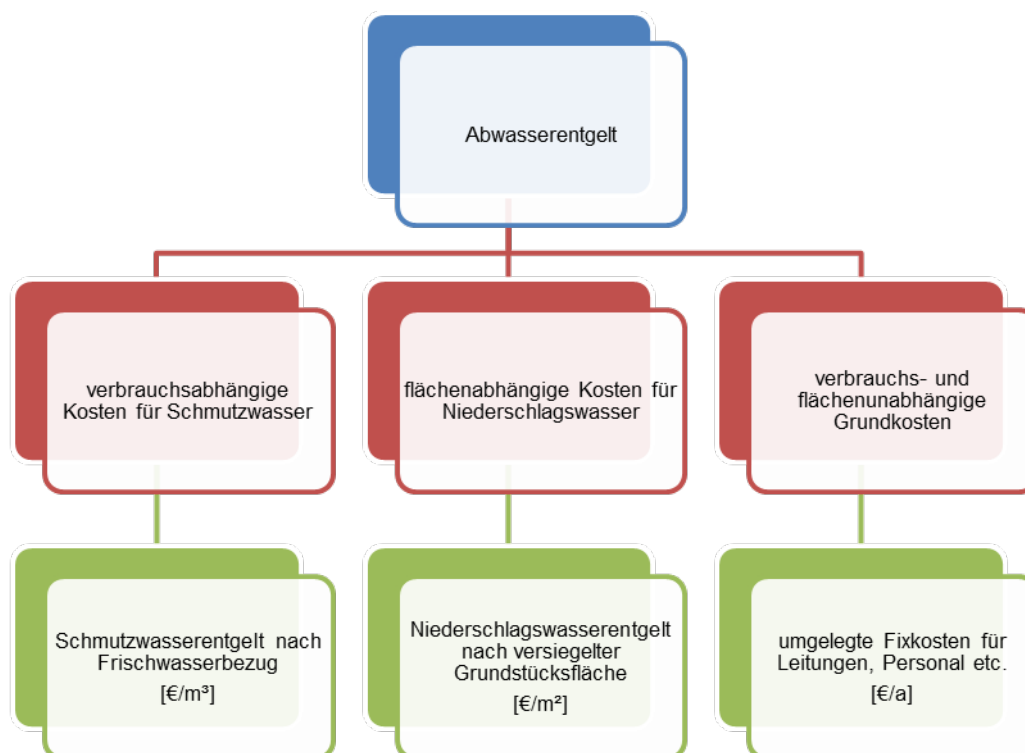 Abwasserentgelt
verbrauchsabhängige
Kosten für Schmutzwasser
flächenabhängige Kosten für
Niederschlagswasser
verbrauchs- und
flächenunabhängige
Grundkosten
Schmutzwasserentgelt nach
Frischwasserbezug
[€/m³]
Niederschlagswasserentgelt
nach versiegelter
Grundstücksfläche
[€/m²]
umgelegte Fixkosten für
Leitungen, Personal etc.
[€/a]